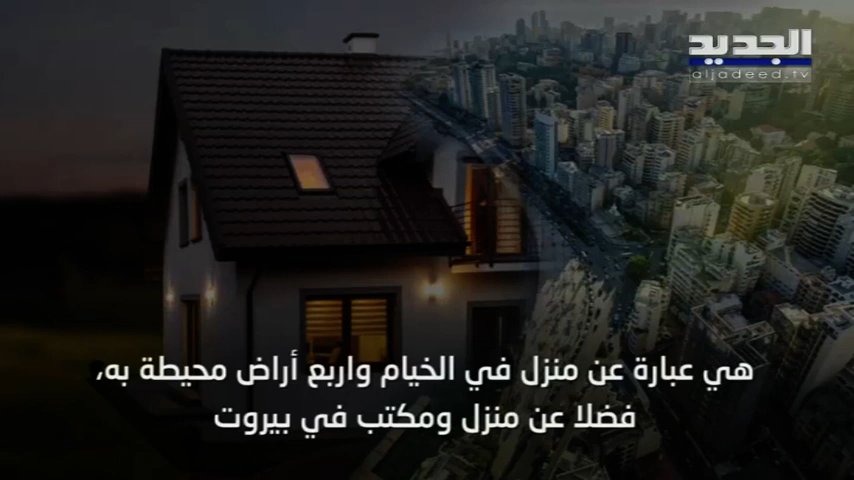 الجديد
aljadeed.tv
هي عبارة عن منزل في الخيام واربع أراض محيطة به،
فضلا عن منزل ومكتب في بيروت